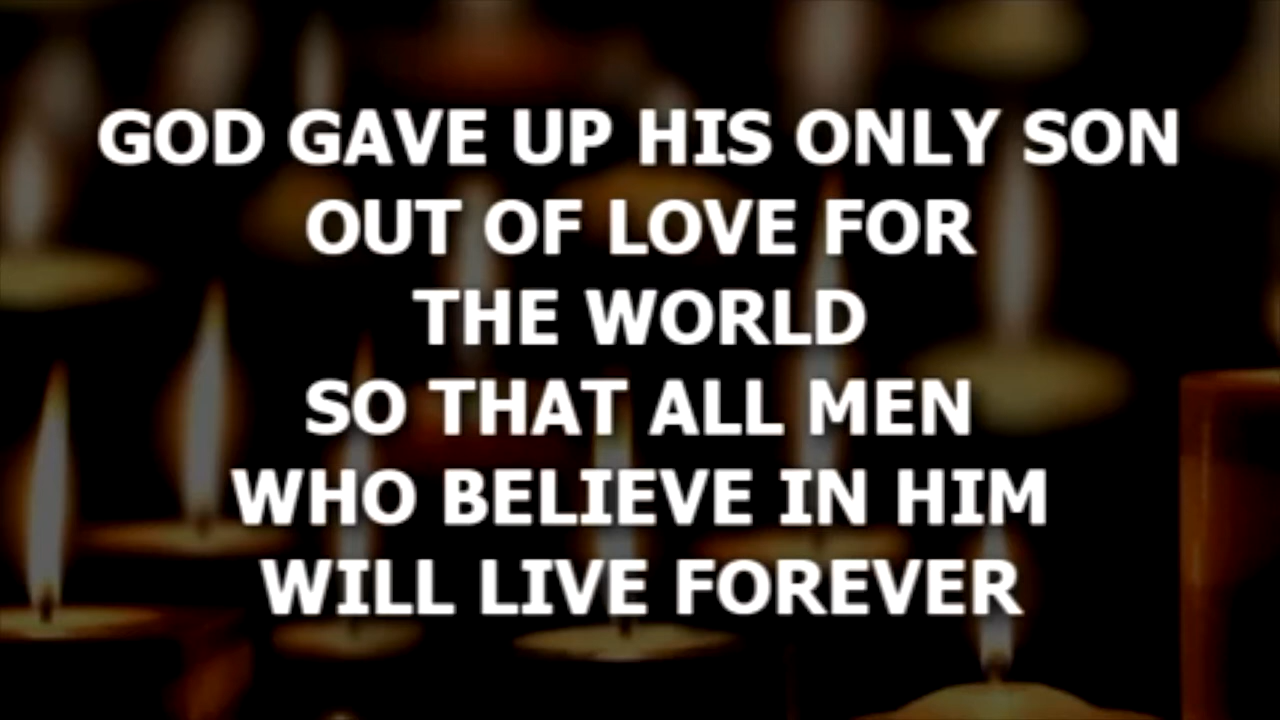 GOD GAVE UP HIS ONLY SON
OUT OF LOVE FOR
THE WORLD
SO THAT ALL MEN
WHO BELIEVE IN HIM
WILL LIVE FOREVER